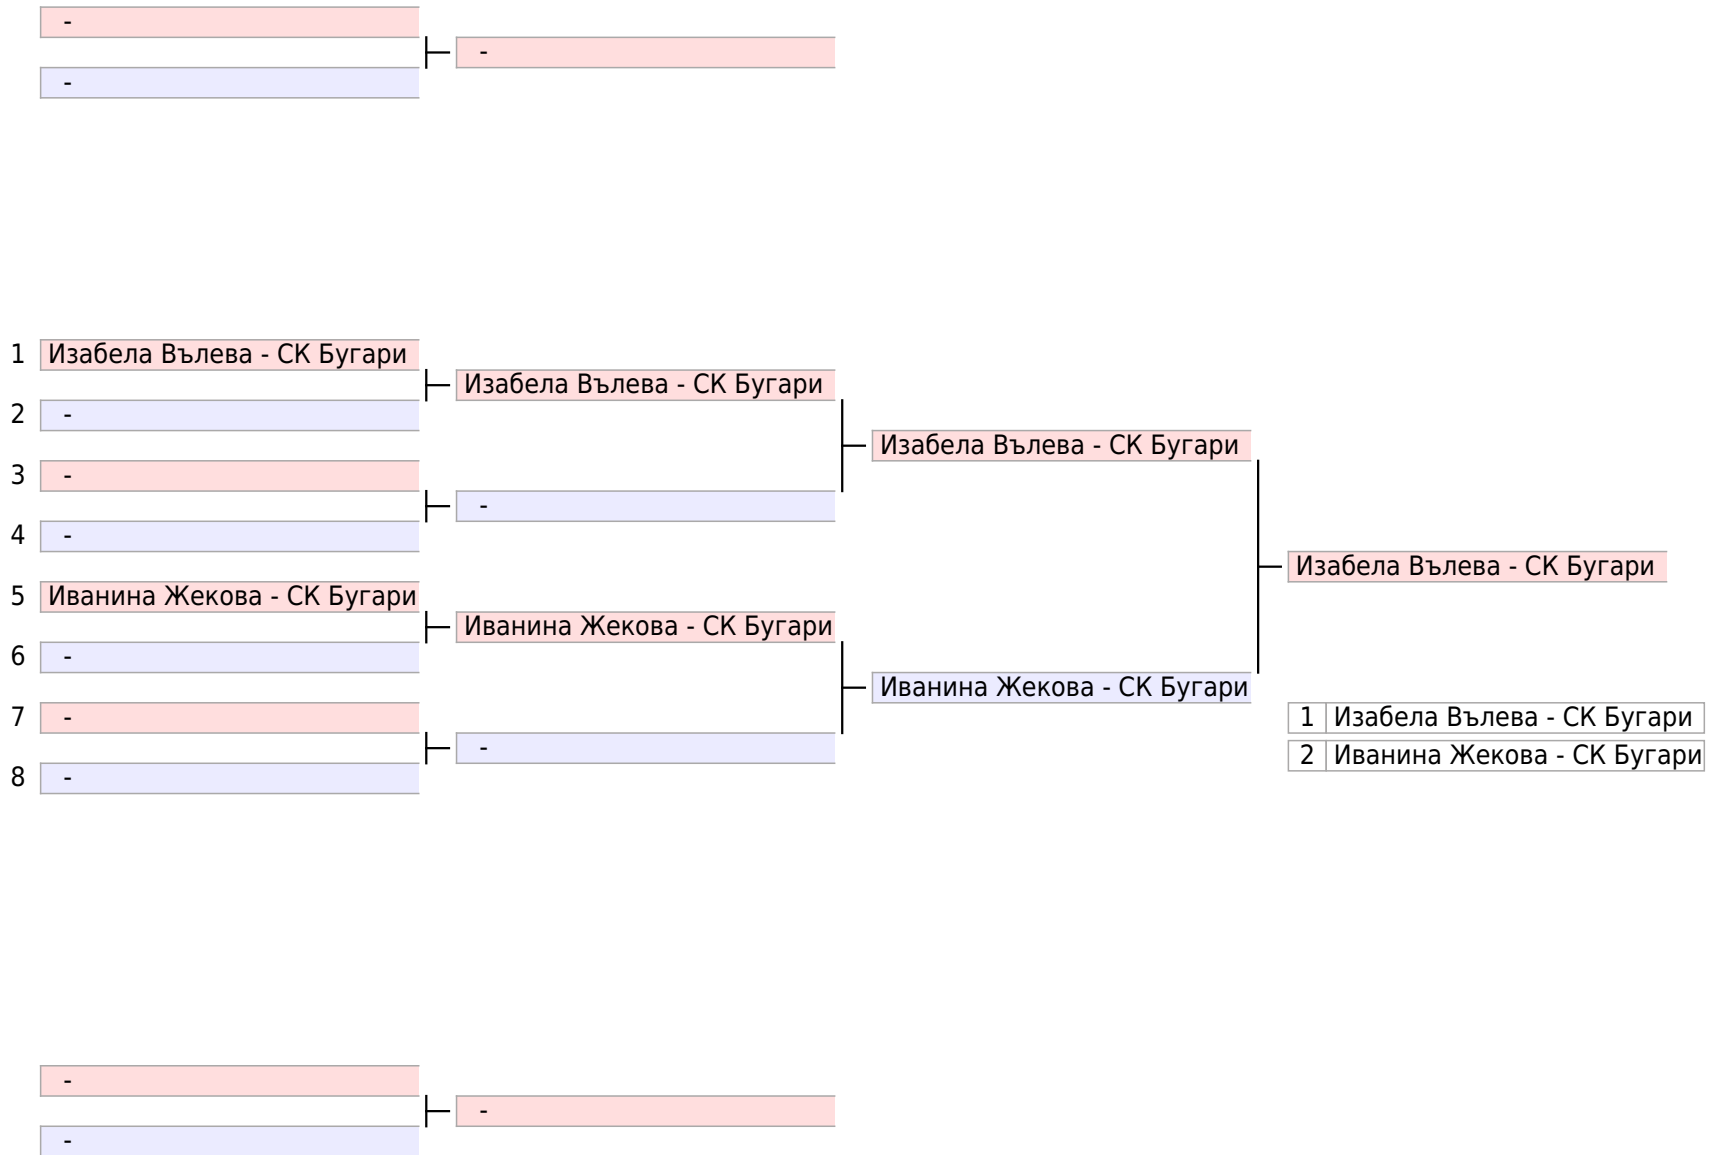 -
-
-
1 Изабела Вълева - СК Бугари
Изабела Вълева - СК Бугари
2 -
Изабела Вълева - СК Бугари
3 -
-
4 -
Изабела Вълева - СК Бугари
5 Иванина Жекова - СК Бугари
Иванина Жекова - СК Бугари
6 -
Иванина Жекова - СК Бугари
7 -
1 Изабела Вълева - СК Бугари
-
2 Иванина Жекова - СК Бугари
8 -
-
-
-